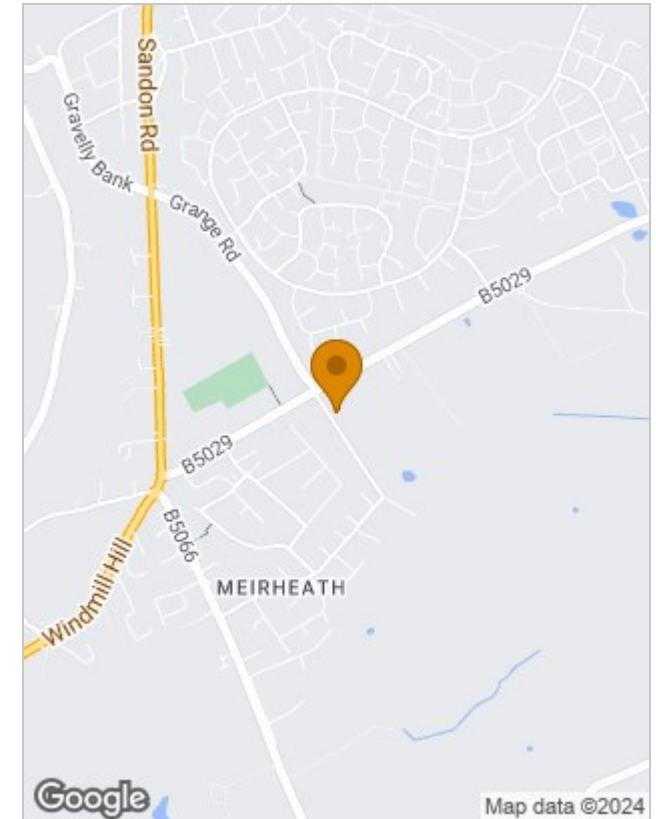 Sandon Rd
Gravelly Bank
Grange Rd
B5029
B5029
B5066
MEIRHEATH
Windmill Hill
Google
Map data ©2024